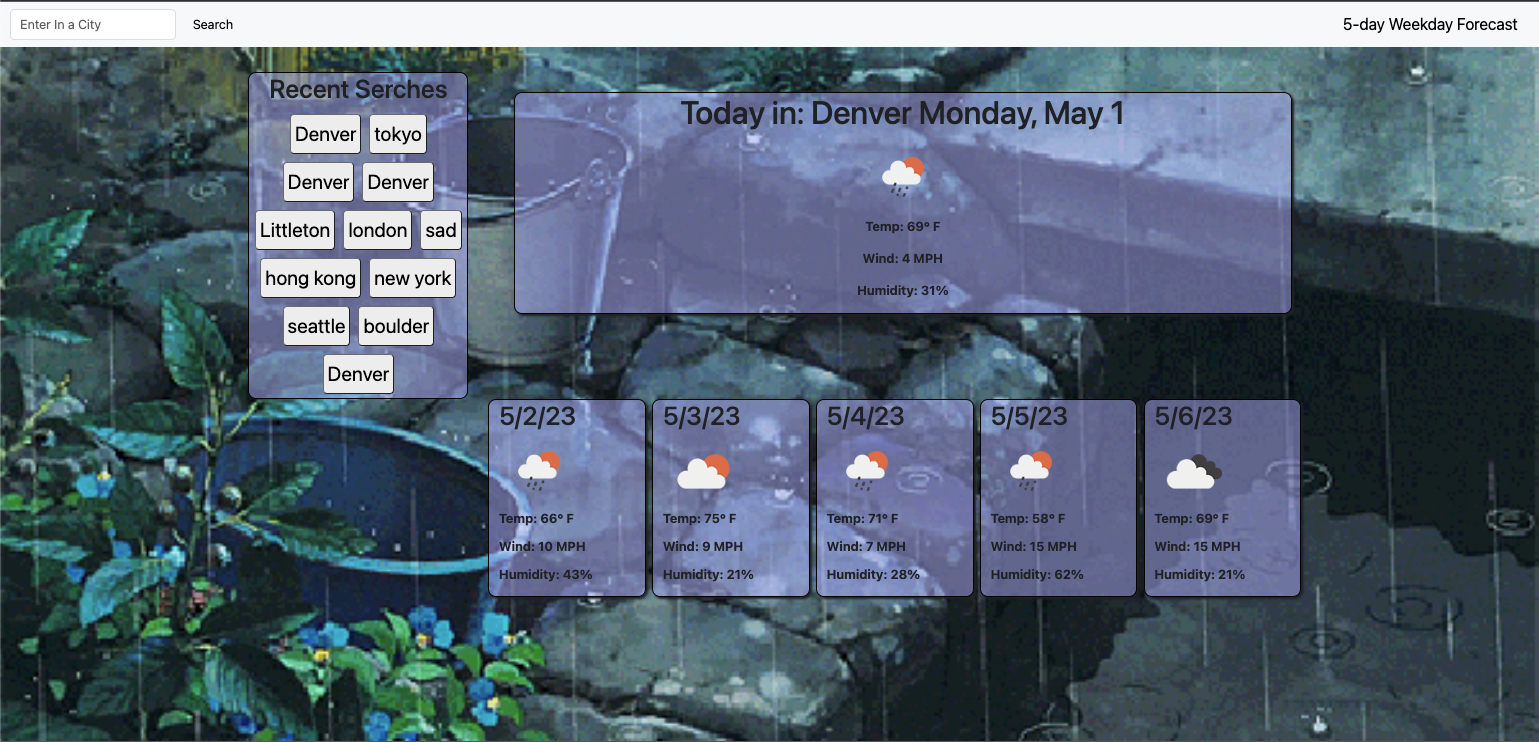 Enter In a City
Search
5-day Weekday Forecast
Recent Serches
Denver tokyo
Denver Denver
Littleton london sad
hong kong new york
seattle boulder
Denver
Today in: Denver Monday, May 1
Temp: 69° F
Wind: 4 MPH
Humidity: 31%
5/2/23
Temp: 66° F
Wind: 10 MPH
Humidity: 43%
5/3/23
Temp: 75° F
Wind: 9 MPH
Humidity: 21%
5/4/23
Temp: 71° F
Wind: 7 MPH
Humidity: 28%
5/5/23
Temp: 58° F
Wind: 15 MPH
Humidity: 62%
5/6/23
Temp: 69° F
Wind: 15 MPH
Humidity: 21%